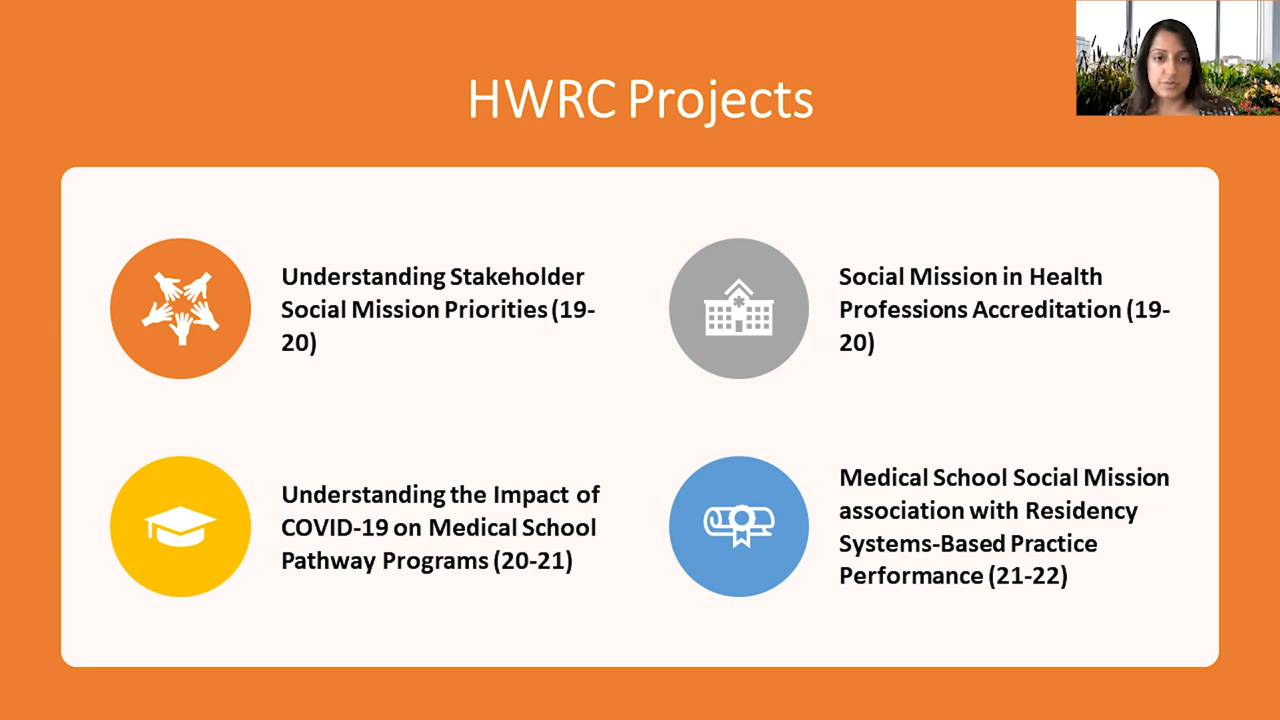 HWRC Projects
Understanding Stakeholder
Social Mission Priorities (19-
20)
Social Mission in Health
Professions Accreditation (19-
20)
Understanding the Impact of
COVID-19 on Medical School
Pathway Programs (20-21)
Medical School Social Mission
association with Residency
Systems-Based Practice
Performance (21-22)